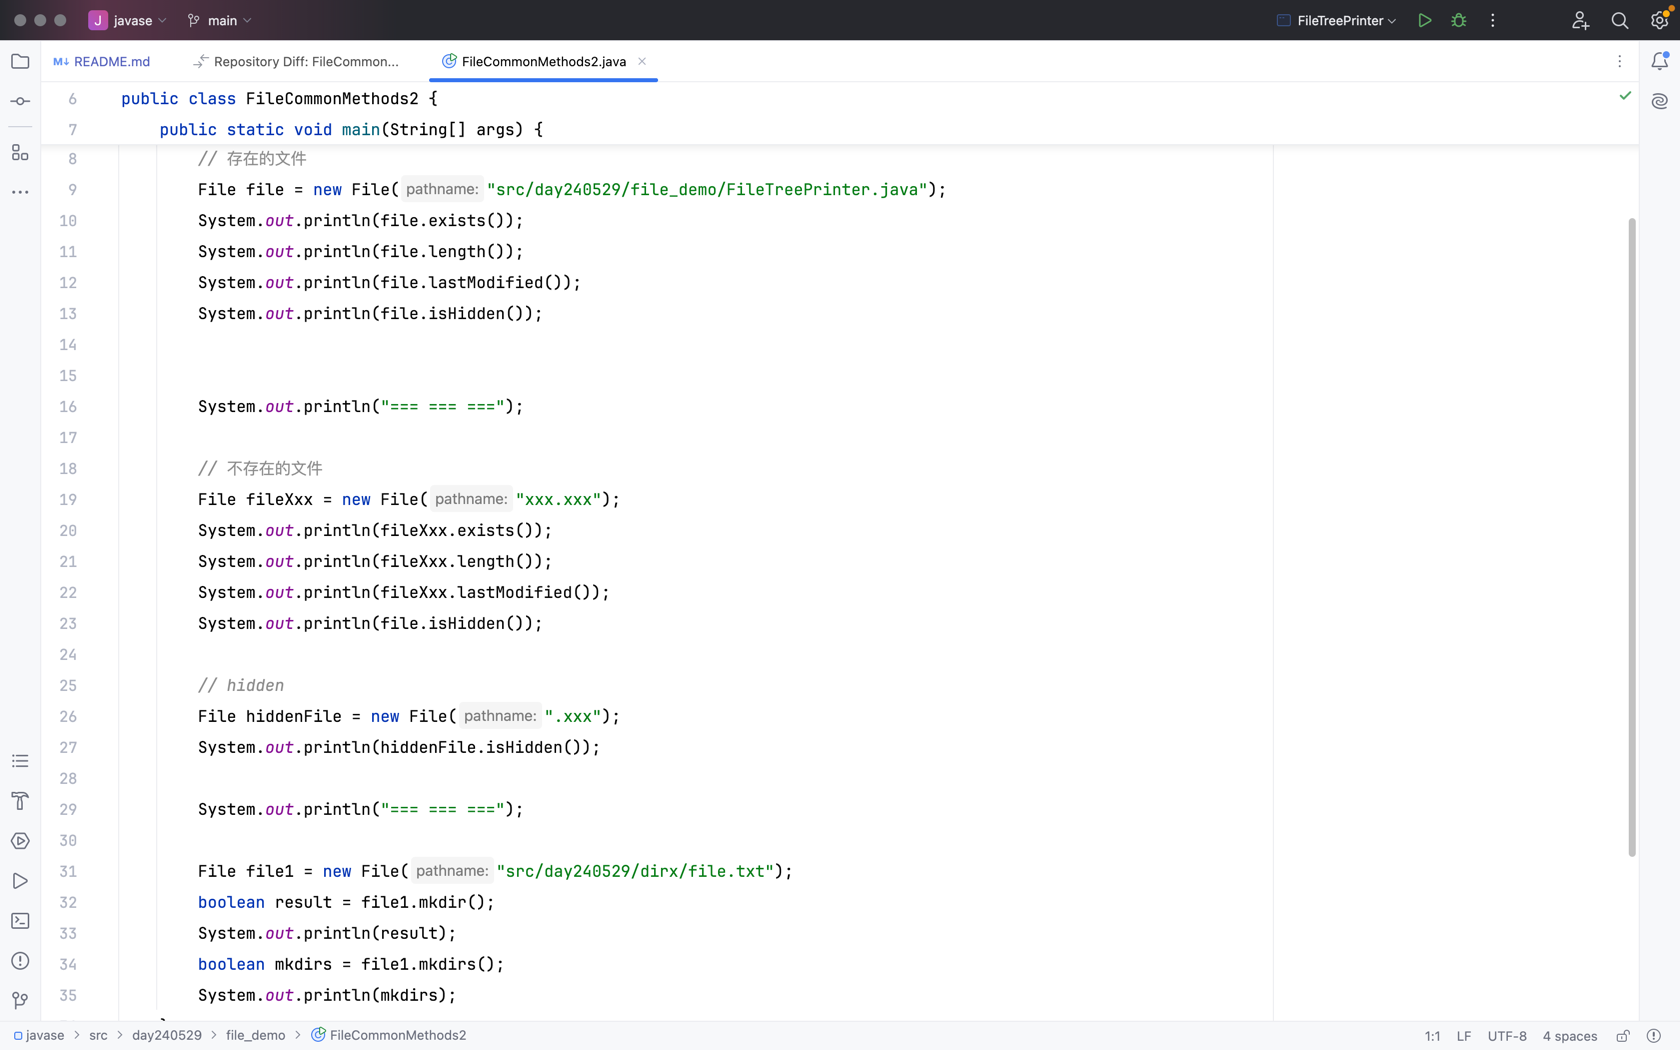 J javase main FileTreePrinter
README.md Repository Diff: FileCommon... FileCommonMethods2.java
6 public class FileCommonMethods2 {
7 public static void main(String[] args) {
8 // 存在的文件
9 File file = new File( pathname: "src/day240529/file_demo/FileTreePrinter.java");
10 System.out.println(file.exists());
11 System.out.println(file.length());
12 System.out.println(file.lastModified());
13 System.out.println(file.isHidden());
14
15
16 System.out.println("=== === ===");
17
18 // 不存在的文件
19 File fileXxx = new File( pathname: "xxx.xxx");
20 System.out.println(fileXxx.exists());
21 System.out.println(fileXxx.length());
22 System.out.println(fileXxx.lastModified());
23 System.out.println(file.isHidden());
24
25 // hidden
26 File hiddenFile = new File( pathname: ".xxx");
27 System.out.println(hiddenFile.isHidden());
28
29 System.out.println("=== === ===");
30
31 File file1 = new File( pathname: "src/day240529/dirx/file.txt");
32 boolean result = file1.mkdir();
33 System.out.println(result);
34 boolean mkdirs = file1.mkdirs();
35 System.out.println(mkdirs);
javase > src > day240529 > file_demo > FileCommonMethods2 1:1 LF UTF-8 4 spaces